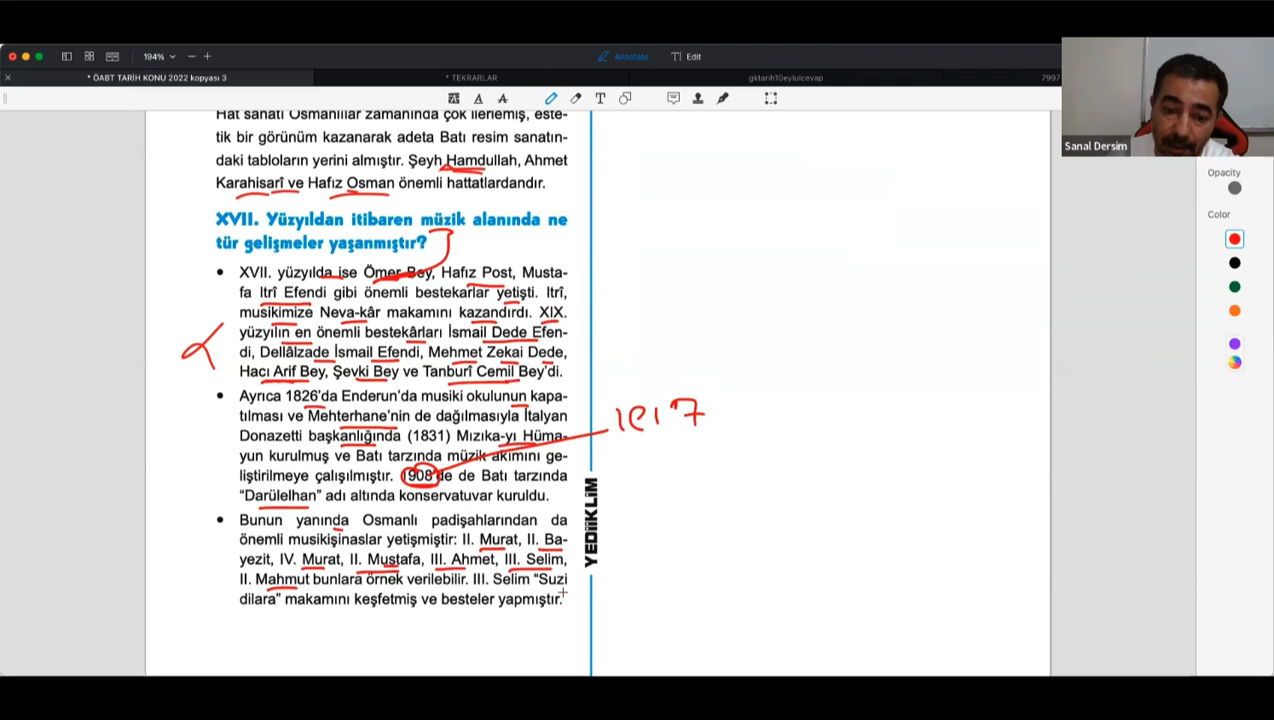 194%
Annotate
Edit
* ÖABT TARİH KONU 2022 kopyası 3
* TEKRARLAR
gktarih10eylulcevap
7997
Sanal Dersim
Opacity
Color
Hat sanatı Osmanlılar zamanında çok ilerlemiş, este-
tik bir görünüm kazanarak adeta Batı resim sanatın-
daki tabloların yerini almıştır. Şeyh Hamdullah, Ahmet
Karahisarî ve Hafız Osman önemli hattatlardandır.
XVII. Yüzyıldan itibaren müzik alanında ne
tür gelişmeler yaşanmıştır?
• XVII. yüzyılda ise Ömer Bey, Hafız Post, Musta-
fa Itrî Efendi gibi önemli bestekarlar yetişti. Itrî,
musikimize Neva-kâr makamını kazandırdı. XIX.
yüzyılın en önemli bestekârları İsmail Dede Efen-
di, Dellâlzade İsmail Efendi, Mehmet Zekai Dede,
Hacı Arif Bey, Şevki Bey ve Tanburî Cemil Bey'di.
• Ayrıca 1826'da Enderun'da musiki okulunun kapa-
tılması ve Mehterhane'nin de dağılmasıyla İtalyan
Donazetti başkanlığında (1831) Mızıka-yı Hüma-
yun kurulmuş ve Batı tarzında müzik akımını ge-
liştirilmeye çalışılmıştır. 1908'de de Batı tarzında
"Darülelhan" adı altında konservatuvar kuruldu.
• Bunun yanında Osmanlı padişahlarından da
önemli musikişinaslar yetişmiştir: II. Murat, II. Ba-
yezit, IV. Murat, II. Mustafa, III. Ahmet, III. Selim,
II. Mahmut bunlara örnek verilebilir. III. Selim "Suzi
dilara" makamını keşfetmiş ve besteler yapmıştır.
1917
YEDİİKLİM